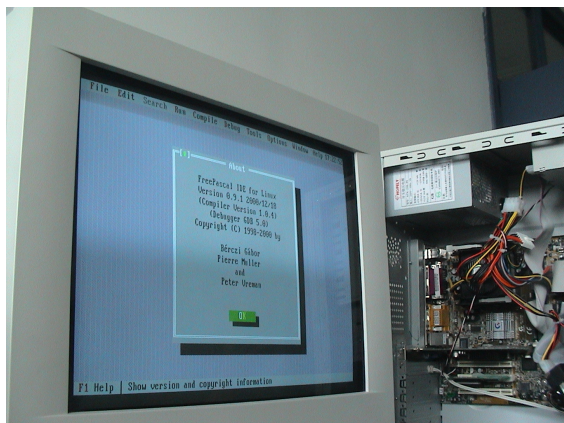 File Edit Search Run Compile Debug Tools Options Window Help
About
FreePascal IDE for Linux
Version 0.9.1 2000/12/18
(Compiler Version 1.0.4)
(Debugger GDB 5.0)
Copyright (C) 1998-2000 by
Bérczi Gábor
Pierre Muller
and
Peter Vreman
OK
F1 Help | Show version and copyright information